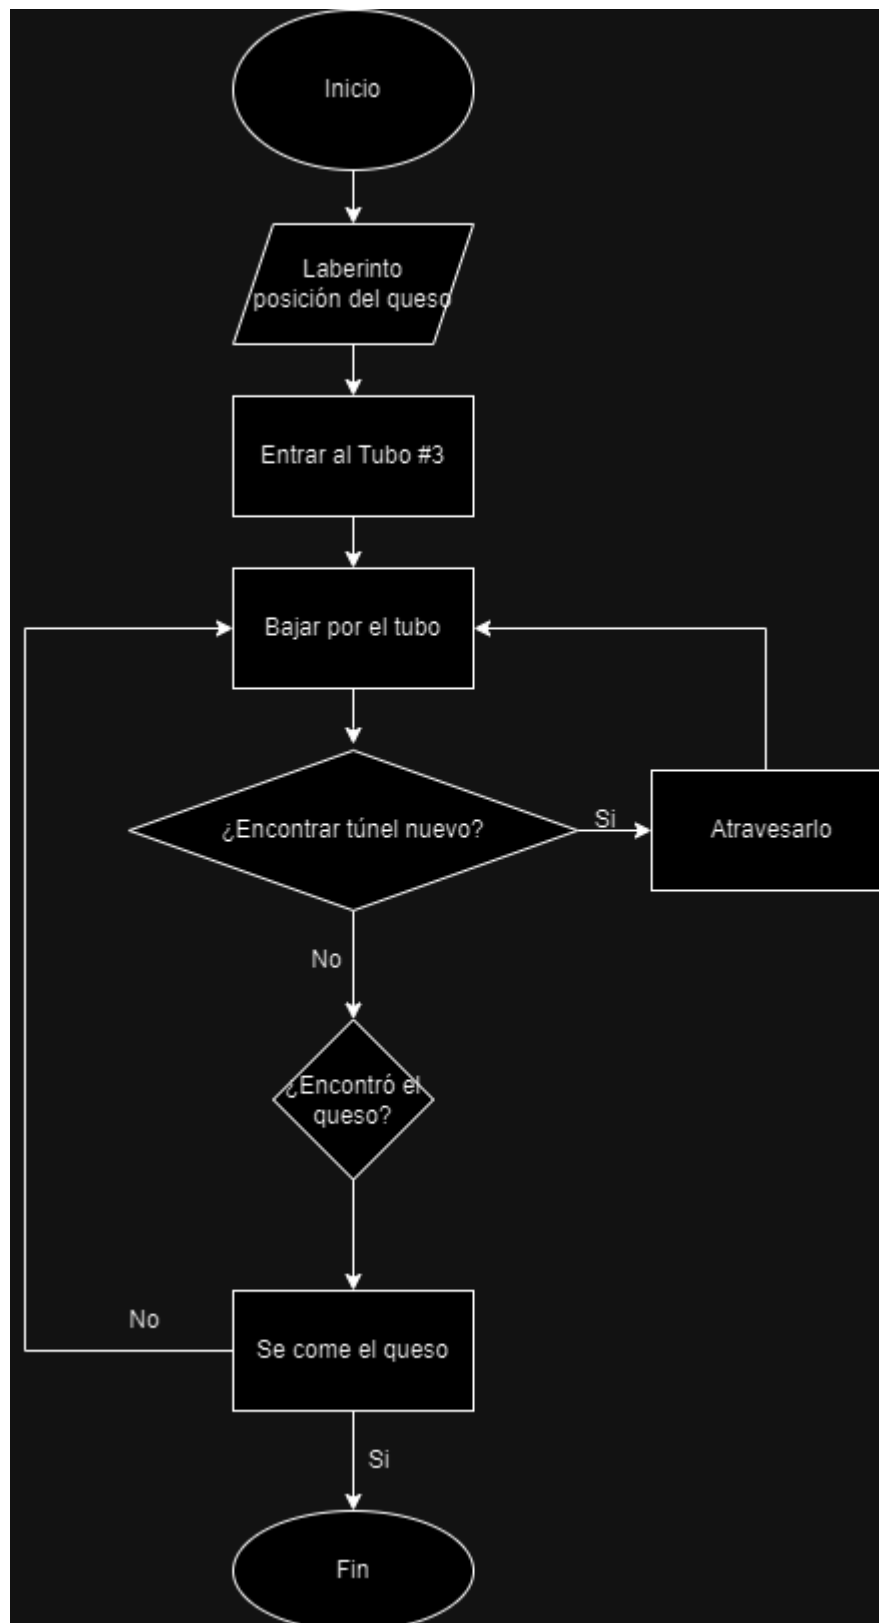 Inicio
Laberinto
posición del queso
Entrar al Tubo #3
Bajar por el tubo
¿Encontrar túnel nuevo?
Si
Atravesarlo
No
¿Encontró el
queso?
No
Se come el queso
Si
Fin